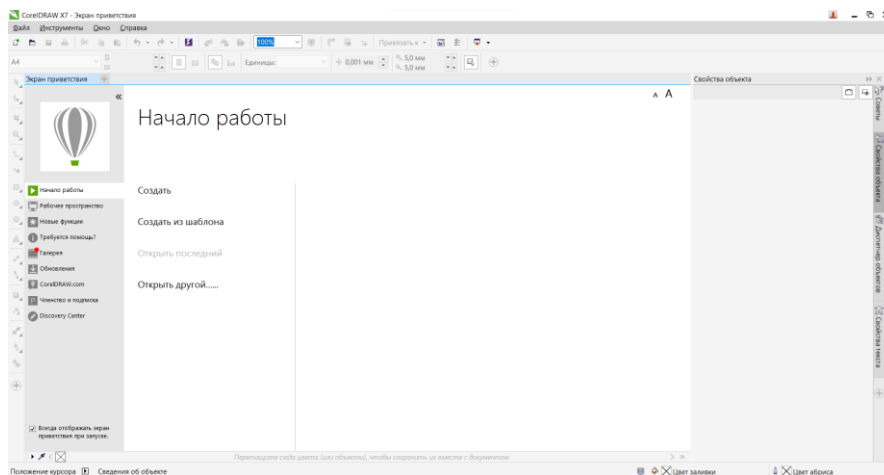 CorelDRAW X7 - Экран приветствия
Файл Инструменты Окно Справка
100% Привязать к
A4 Единицы: 0,001 мм 5,0 мм
5,0 мм
Экран приветствия
Свойства объекта
A A
Начало работы
Начало работы
Рабочее пространство
Новые функции
Требуется помощь?
Галерея
Обновления
CorelDRAW.com
Членство и подписка
Discovery Center
Создать
Создать из шаблона
Открыть последний
Открыть другой......
Советы
Свойства объекта
Диспетчер объектов
Свойства текста
Всегда отображать экран
приветствия при запуске.
Перетащите сюда цвета (или объекты), чтобы сохранить их вместе с документом
Положение курсора Сведения об объекте
Цвет заливки
Цвет абриса